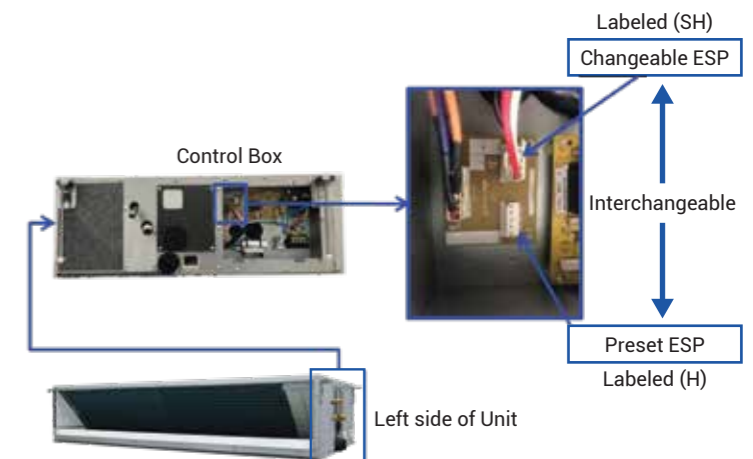 Labeled (SH)
Changeable ESP
Control Box
Interchangeable
Preset ESP
Labeled (H)
Left side of Unit